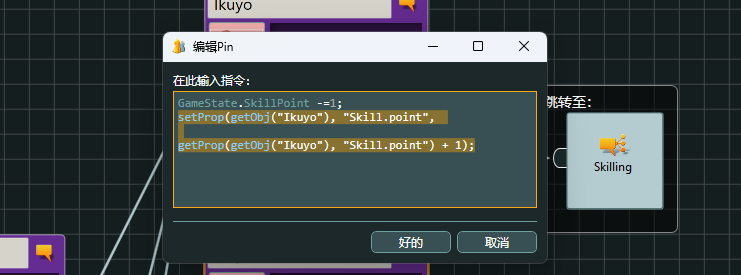 Ikuyo
编辑Pin
在此输入指令:
GameState.SkillPoint -=1;
setProp(getObj("Ikuyo"), "Skill.point",
getProp(getObj("Ikuyo"), "Skill.point") + 1);
好的
取消
跳转至:
Skilling